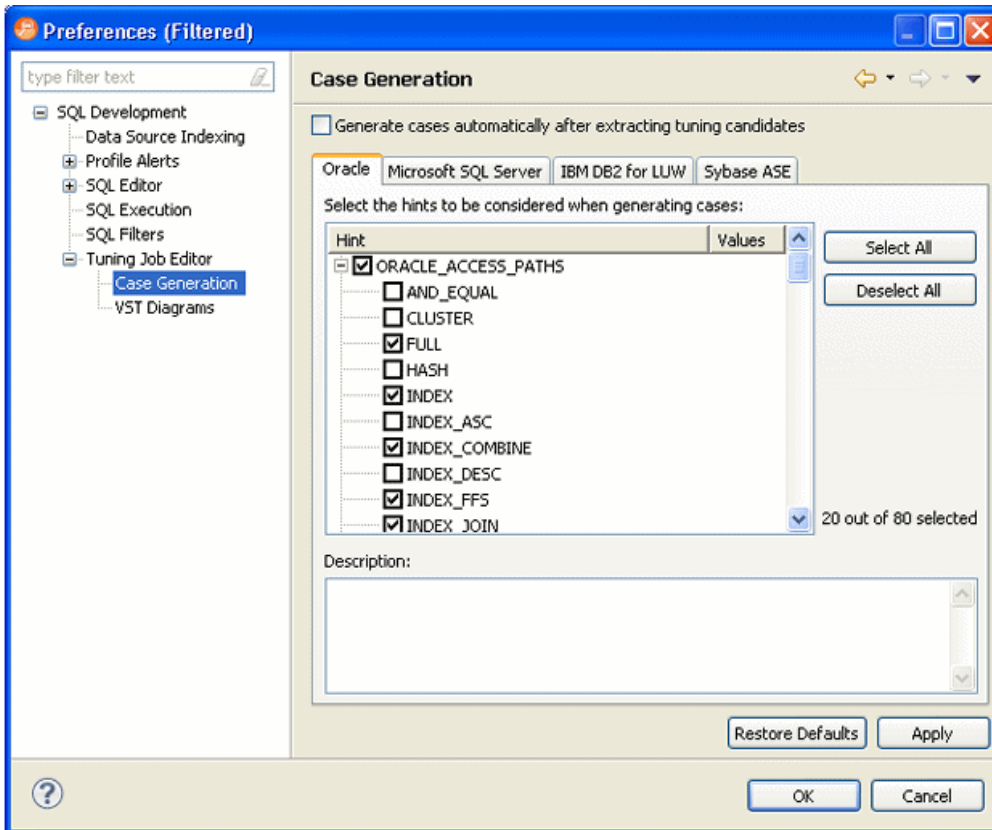 Preferences (Filtered)
type filter text
SQL Development
Data Source Indexing
Profile Alerts
SQL Editor
SQL Execution
SQL Filters
Tuning Job Editor
Case Generation
VST Diagrams
Case Generation
Generate cases automatically after extracting tuning candidates
Oracle Microsoft SQL Server IBM DB2 for LUW Sybase ASE
Select the hints to be considered when generating cases:
Hint Values
ORACLE_ACCESS_PATHS
AND_EQUAL
CLUSTER
FULL
HASH
INDEX
INDEX_ASC
INDEX_COMBINE
INDEX_DESC
INDEX_FFS
INDEX_JOIN
Select All
Deselect All
20 out of 80 selected
Description:
Restore Defaults Apply
? OK Cancel